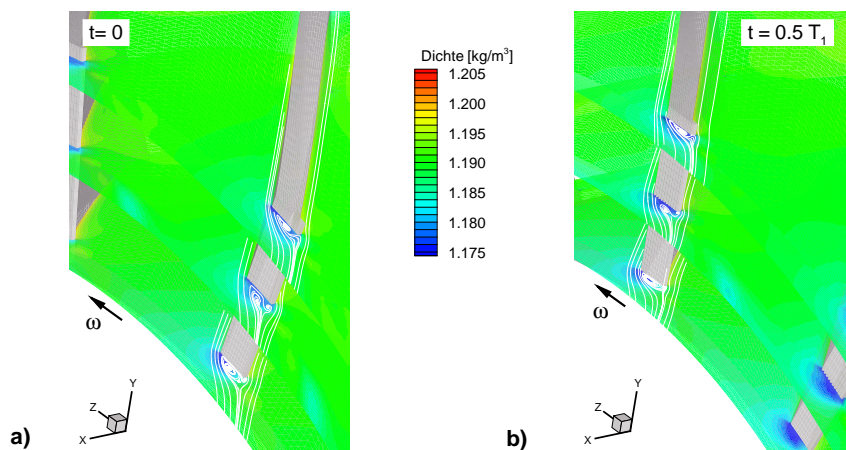 t= 0
Dichte [kg/m³]
1.205
1.200
1.195
1.190
1.185
1.180
1.175
ω
Y
Z
X
a)
t = 0.5 T₁
ω
Y
Z
X
b)